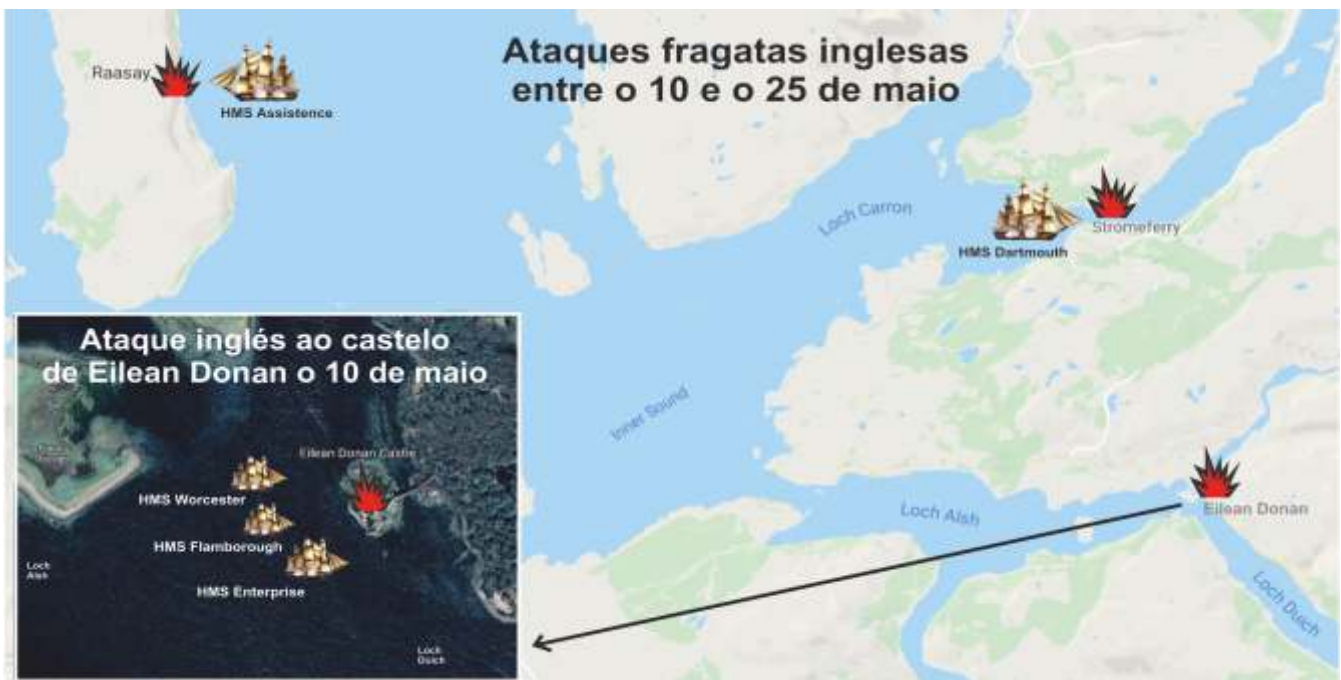 Ataques fragatas inglesas
entre o 10 e o 25 de maio
Raasay
HMS Assistence
Loch Carron
HMS Dartmouth
Stromeferry
Inner Sound
Loch Alsh
Eilean Donan
Loch Duich
Ataque inglés ao castelo
de Eilean Donan o 10 de maio
Eilean Donan Castle
HMS Worcester
HMS Flamborough
HMS Enterprise
Loch
Alsh
Loch
Duich